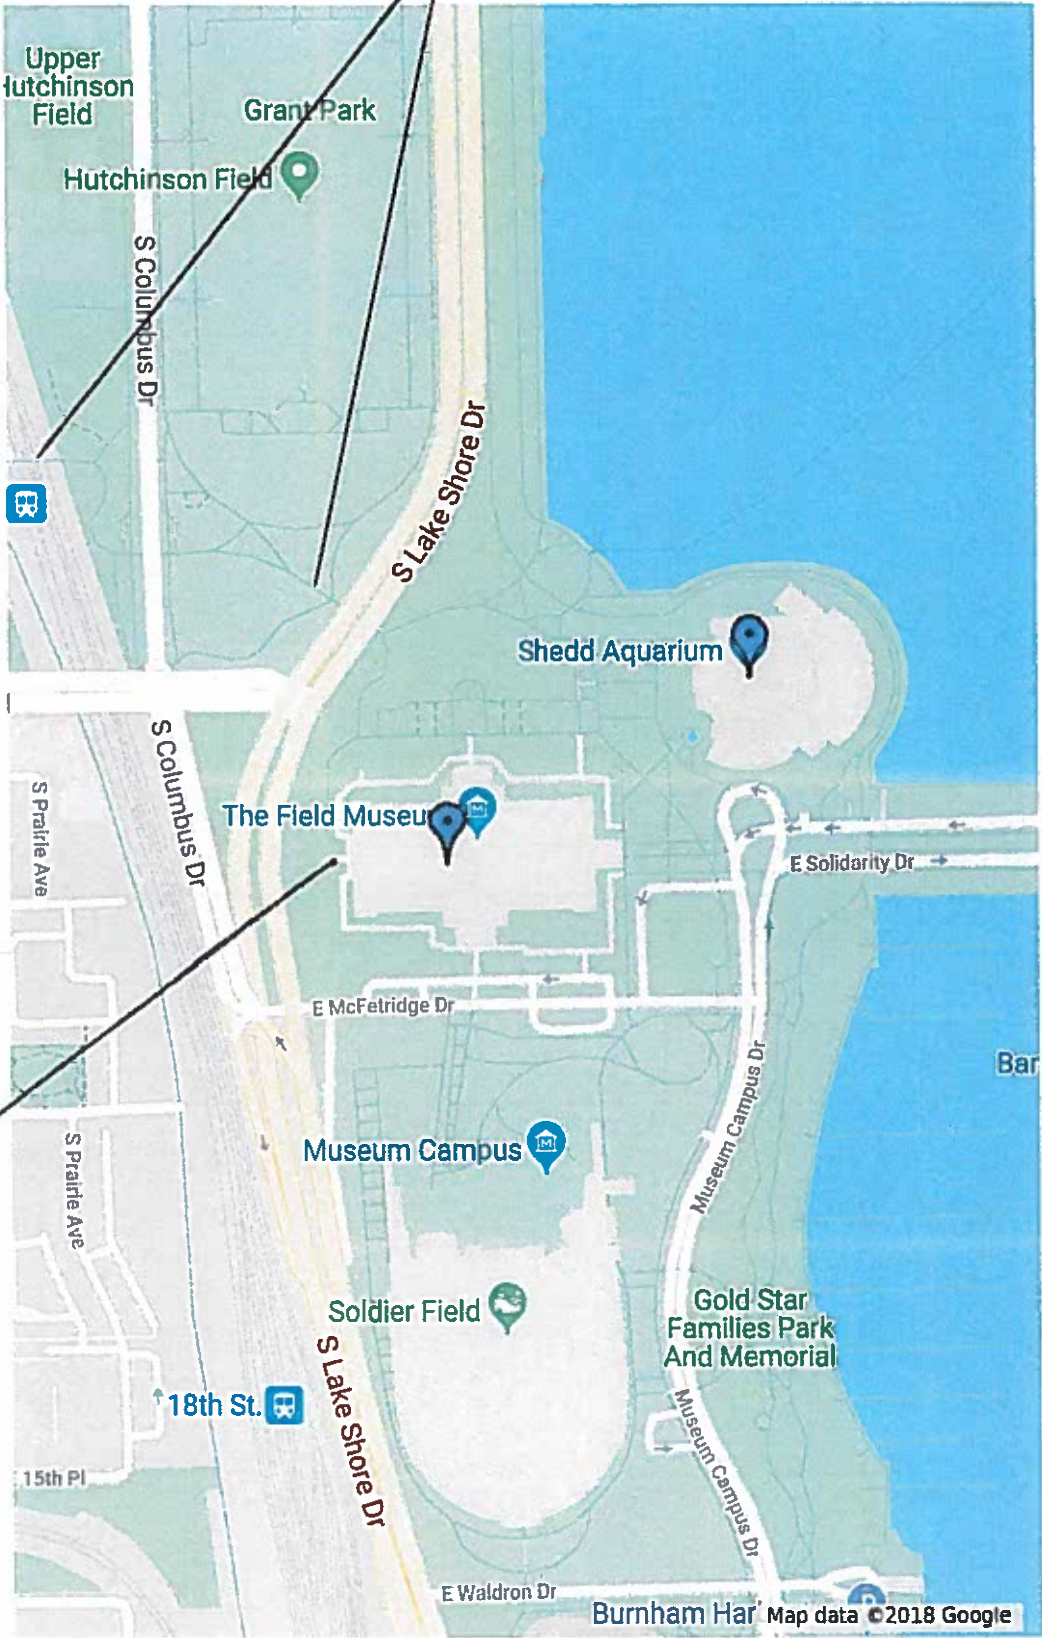 Upper
Hutchinson
Field
Grant Park
Hutchinson Field
S Columbus Dr
S Lake Shore Dr
Shedd Aquarium
S Columbus Dr
S Prairie Ave
The Field Museu
E Solidarity Dr
E McFetridge Dr
Museum Campus Dr
Bar
S Prairie Ave
Museum Campus
Soldier Field
Gold Star
Families Park
And Memorial
S Lake Shore Dr
18th St.
Museum Campus Dr
15th Pl
E Waldron Dr
Burnham Har
Map data ©2018 Google